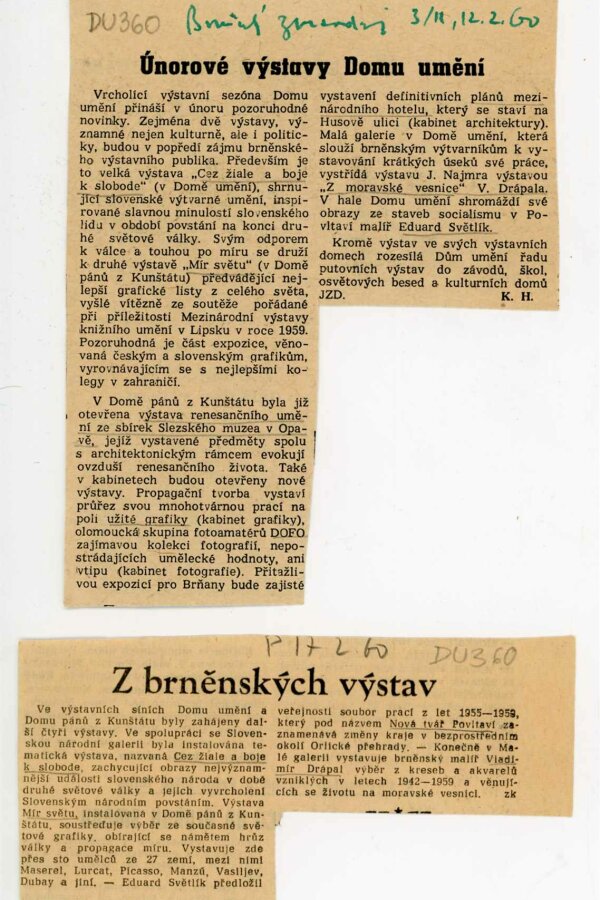 DU360
3/II, 12.2.60
Únorové výstavy Domu umění
Vrcholící výstavní sezóna Domu
umění přináší v únoru pozoruhodné
novinky. Zejména dvě výstavy, vý-
znamné nejen kulturně, ale i politic-
ky, budou v popředí zájmu brněnské-
ho výstavního publika. Především je
to velká výstava „Cez žiale a boje
k slobode“ (v Domě umění), shrnu-
jící slovenské výtvarné umění, inspi-
rované slavnou minulostí slovenského
lidu v období povstání na konci dru-
hé světové války. Svým odporem
k válce a touhou po míru se druží
k druhé výstavě „Mír světu“ (v Domě
pánů z Kunštátu) předvádějící nej-
lepší grafické listy z celého světa,
vyšlé vítězně ze soutěže pořádané
při příležitosti Mezinárodní výstavy
knižního umění v Lipsku v roce 1959.
Pozoruhodná je část expozice, věno-
vaná českým a slovenským grafikům,
vyrovnávajícím se s nejlepšími ko-
legy v zahraničí.
V Domě pánů z Kunštátu byla již
otevřena výstava renesančního umě-
ní ze sbírek Slezského muzea v Opa-
vě, jejíž vystavené předměty spolu
s architektonickým rámcem evokují
ovzduší renesančního života. Také
v kabinetech budou otevřeny nové
výstavy. Propagační tvorba vystaví
průřez svou mnohotvárnou prací na
poli užité grafiky (kabinet grafiky),
olomoucká skupina fotoamatérů DOFO
zajímavou kolekci fotografií, nepo-
strádajících umělecké hodnoty, ani
vtipu (kabinet fotografie). Přitažli-
vou expozicí pro Brňany bude zajisté
vystavení definitivních plánů mezi-
národního hotelu, který se staví na
Husově ulici (kabinet architektury).
Malá galerie v Domě umění, která
slouží brněnským výtvarníkům k vy-
stavování krátkých úseků své práce,
vystřídá výstavu J. Najmra výstavou
„Z moravské vesnice“ V. Drápala.
V hale Domu umění shromáždí své
obrazy ze staveb socialismu v Po-
vltaví malíř Eduard Světlík.
Kromě výstav ve svých výstavních
domech rozesílá Dům umění řadu
putovních výstav do závodů, škol,
osvětových besed a kulturních domů
JZD. K. H.
P 17 2. 60 DU360
Z brněnských výstav
Ve výstavních síních Domu umění a
Domu pánů z Kunštátu byly zahájeny dal-
ší čtyři výstavy. Ve spolupráci se Sloven-
skou národní galerií byla instalována te-
matická výstava, nazvaná Cez žiale a boje
k slobode, zachycující obrazy nejvýznam-
nější události slovenského národa v době
druhé světové války a jejich vyvrcholení
Slovenským národním povstáním. Výstava
Mír světu, instalovaná v Domě pánů z Kun-
štátu, soustřeďuje výběr ze současné svě-
tové grafiky, obírající se námětem hrůz
války a propagace míru. Vystavuje zde
přes sto umělců ze 27 zemí, mezi nimi
Maserel, Lurcat, Picasso, Manzú, Vasiljev,
Dubay a jiní. — Eduard Světlík předložil
veřejnosti soubor prací z let 1955—1959,
který pod názvem Nová tvář Povltaví za-
znamenává změny kraje v bezprostředním
okolí Orlické přehrady. — Konečně v Ma-
lé galerii vystavuje brněnský malíř Vladi-
mír Drápal výběr z kreseb a akvarelů
vzniklých v letech 1942—1959 a věnují-
cích se životu na moravské vesnici. zk